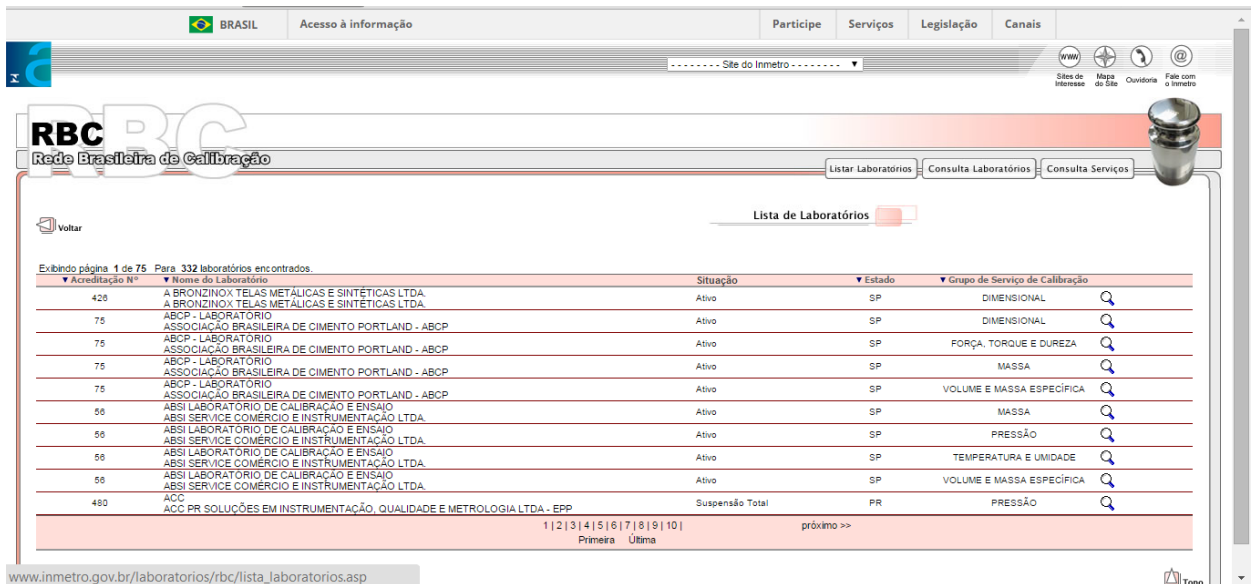 BRASIL Acesso à informação Participe Serviços Legislação Canais
- - - - - - - - Site do Inmetro - - - - - - - - ▼
www @
Sites de Interesse Mapa do Site Ouvidoria Fale com o Inmetro
RBC
Rede Brasileira de Calibração
Listar Laboratórios Consulta Laboratórios Consulta Serviços
Voltar
Lista de Laboratórios
Exibindo página 1 de 75 Para 332 laboratórios encontrados.
▼ Acreditação Nº ▼ Nome do Laboratório Situação ▼ Estado ▼ Grupo de Serviço de Calibração
426 A BRONZINOX TELAS METÁLICAS E SINTÉTICAS LTDA. Ativo SP DIMENSIONAL
A BRONZINOX TELAS METÁLICAS E SINTÉTICAS LTDA.
75 ABCP - LABORATÓRIO Ativo SP DIMENSIONAL
ASSOCIAÇÃO BRASILEIRA DE CIMENTO PORTLAND - ABCP
75 ABCP - LABORATÓRIO Ativo SP FORÇA, TORQUE E DUREZA
ASSOCIAÇÃO BRASILEIRA DE CIMENTO PORTLAND - ABCP
75 ABCP - LABORATÓRIO Ativo SP MASSA
ASSOCIAÇÃO BRASILEIRA DE CIMENTO PORTLAND - ABCP
75 ABCP - LABORATÓRIO Ativo SP VOLUME E MASSA ESPECÍFICA
ASSOCIAÇÃO BRASILEIRA DE CIMENTO PORTLAND - ABCP
56 ABSI LABORATÓRIO DE CALIBRAÇÃO E ENSAIO Ativo SP MASSA
ABSI SERVICE COMÉRCIO E INSTRUMENTAÇÃO LTDA.
56 ABSI LABORATÓRIO DE CALIBRAÇÃO E ENSAIO Ativo SP PRESSÃO
ABSI SERVICE COMÉRCIO E INSTRUMENTAÇÃO LTDA.
56 ABSI LABORATÓRIO DE CALIBRAÇÃO E ENSAIO Ativo SP TEMPERATURA E UMIDADE
ABSI SERVICE COMÉRCIO E INSTRUMENTAÇÃO LTDA.
56 ABSI LABORATÓRIO DE CALIBRAÇÃO E ENSAIO Ativo SP VOLUME E MASSA ESPECÍFICA
ABSI SERVICE COMÉRCIO E INSTRUMENTAÇÃO LTDA.
480 ACC Suspensão Total PR PRESSÃO
ACC PR SOLUÇÕES EM INSTRUMENTAÇÃO, QUALIDADE E METROLOGIA LTDA - EPP
1 | 2 | 3 | 4 | 5 | 6 | 7 | 8 | 9 | 10 | próximo >>
Primeira Última
www.inmetro.gov.br/laboratorios/rbc/lista_laboratorios.asp
Topo